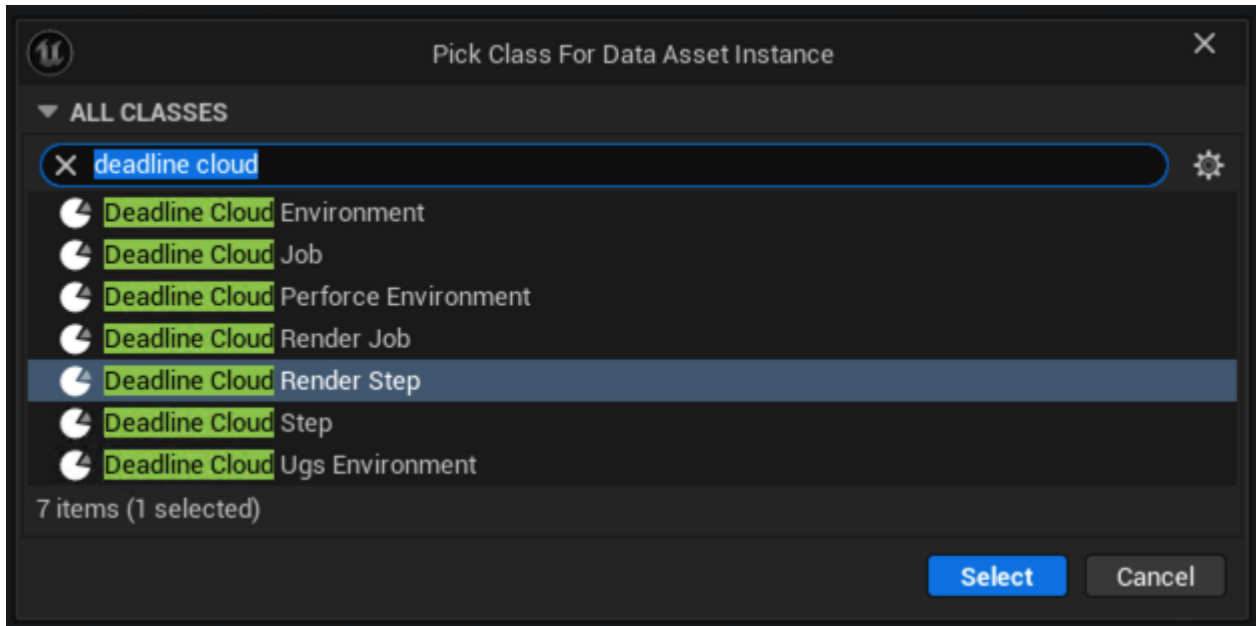 Pick Class For Data Asset Instance
ALL CLASSES
deadline cloud
Deadline Cloud Environment
Deadline Cloud Job
Deadline Cloud Perforce Environment
Deadline Cloud Render Job
Deadline Cloud Render Step
Deadline Cloud Step
Deadline Cloud Ugs Environment
7 items (1 selected)
Select Cancel